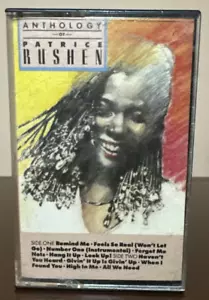 ANTHOLOGY
OF
PATRICE
RUSHEN
SIDE ONE Remind Me · Feels So Real (Won't Let
Go) · Number One (Instrumental) · Forget Me
Nots · Hang It Up · Look Up! SIDE TWO Haven't
You Heard · Givin' It Up Is Givin' Up · When I
Found You · High In Me · All We Need